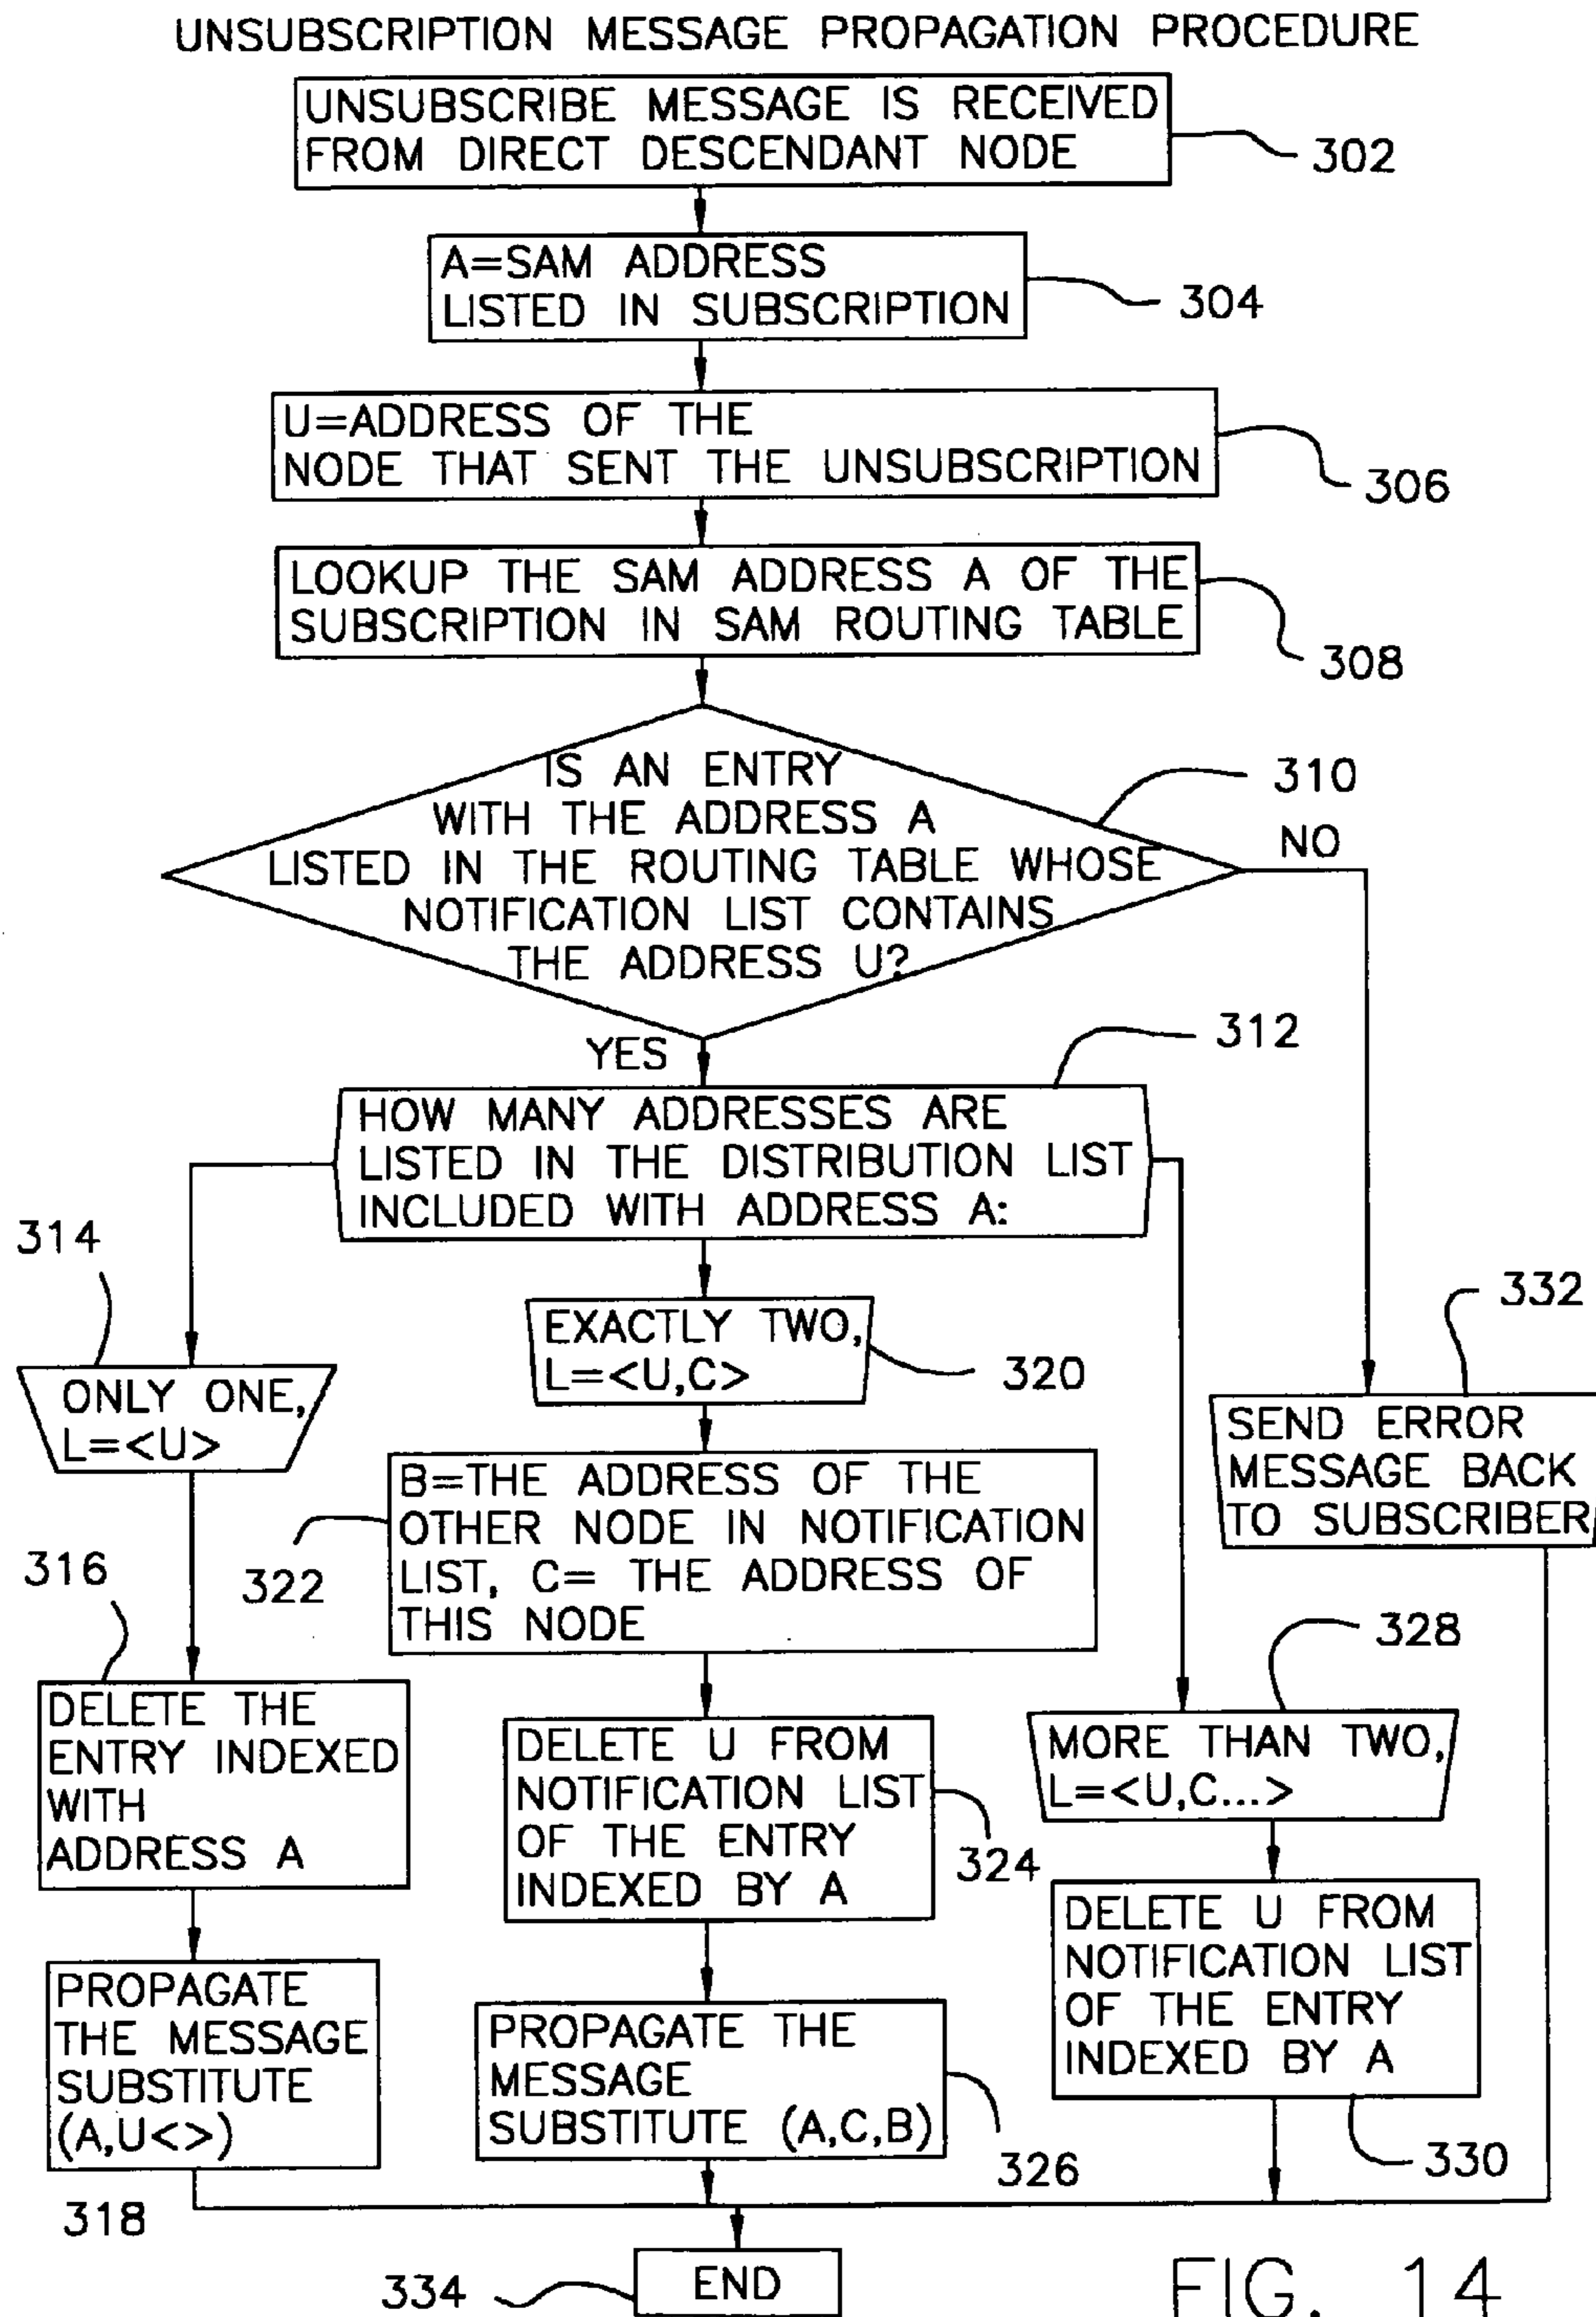 UNSUBSCRIPTION MESSAGE PROPAGATION PROCEDURE
UNSUBSCRIBE MESSAGE IS RECEIVED
FROM DIRECT DESCENDANT NODE
302
A=SAM ADDRESS
LISTED IN SUBSCRIPTION
304
U=ADDRESS OF THE
NODE THAT SENT THE UNSUBSCRIPTION
306
LOOKUP THE SAM ADDRESS A OF THE
SUBSCRIPTION IN SAM ROUTING TABLE
308
IS AN ENTRY
WITH THE ADDRESS A
LISTED IN THE ROUTING TABLE WHOSE
NOTIFICATION LIST CONTAINS
THE ADDRESS U?
310
NO
YES
312
HOW MANY ADDRESSES ARE
LISTED IN THE DISTRIBUTION LIST
INCLUDED WITH ADDRESS A:
314
ONLY ONE,
L=<U>
EXACTLY TWO,
L=<U,C>
320
332
SEND ERROR
MESSAGE BACK
TO SUBSCRIBER
B=THE ADDRESS OF THE
OTHER NODE IN NOTIFICATION
LIST, C= THE ADDRESS OF
THIS NODE
322
316
DELETE THE
ENTRY INDEXED
WITH
ADDRESS A
328
MORE THAN TWO,
L=<U,C...>
DELETE U FROM
NOTIFICATION LIST
OF THE ENTRY
INDEXED BY A
324
DELETE U FROM
NOTIFICATION LIST
OF THE ENTRY
INDEXED BY A
330
PROPAGATE
THE MESSAGE
SUBSTITUTE
(A,U<>)
318
PROPAGATE THE
MESSAGE
SUBSTITUTE (A,C,B)
326
END
334
FIG. 14